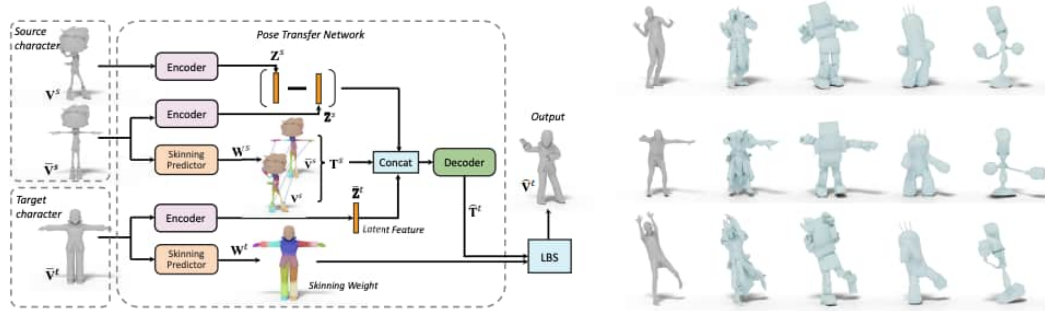 Source
character
Pose Transfer Network
Z^s
Encoder
V^s
Encoder
Z̄^s
Output
W^s
Skinning
Predictor
V̄^s
V̄^s
T^s
Concat
Decoder
V^s
V̂^t
Target
character
Z̄^t
Encoder
T̂^t
Latent Feature
Skinning
Predictor
W^t
LBS
V̄^t
Skinning Weight